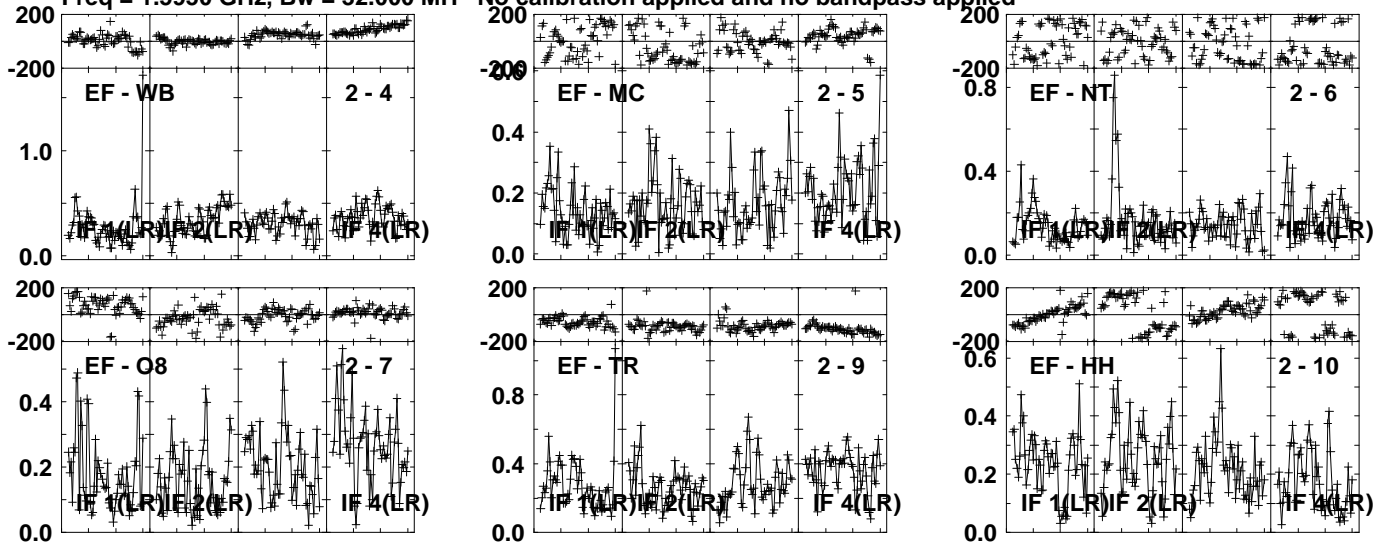 Freq = 1.5950 GHz, Bw = 32.000 MH No calibration applied and no bandpass applied
200
-200
EF - WB
2 - 4
1.0
0.0
IF 1(LR)
IF 2(LR)
IF 4(LR)
200
-200
0.6
EF - MC
2 - 5
0.4
0.2
0.0
IF 1(LR)
IF 2(LR)
IF 4(LR)
200
-200
EF - NT
2 - 6
0.8
0.4
0.0
IF 1(LR)
IF 2(LR)
IF 4(LR)
200
-200
EF - O8
2 - 7
0.4
0.2
0.0
IF 1(LR)
IF 2(LR)
IF 4(LR)
200
-200
EF - TR
2 - 9
0.8
0.4
0.0
IF 1(LR)
IF 2(LR)
IF 4(LR)
200
-200
EF - HH
2 - 10
0.6
0.4
0.2
0.0
IF 1(LR)
IF 2(LR)
IF 4(LR)